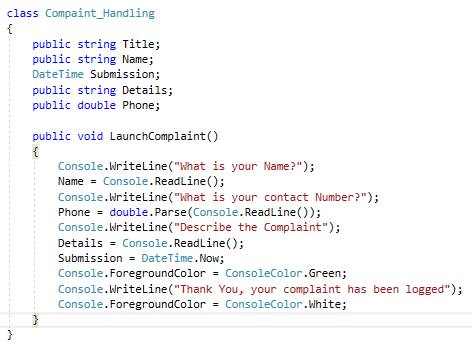 class Compaint_Handling
{
public string Title;
public string Name;
DateTime Submission;
public string Details;
public double Phone;
public void LaunchComplaint()
{
Console.WriteLine("What is your Name?");
Name = Console.ReadLine();
Console.WriteLine("What is your contact Number?");
Phone = double.Parse(Console.ReadLine());
Console.WriteLine("Describe the Complaint");
Details = Console.ReadLine();
Submission = DateTime.Now;
Console.ForegroundColor = ConsoleColor.Green;
Console.WriteLine("Thank You, your complaint has been logged");
Console.ForegroundColor = ConsoleColor.White;
}
}